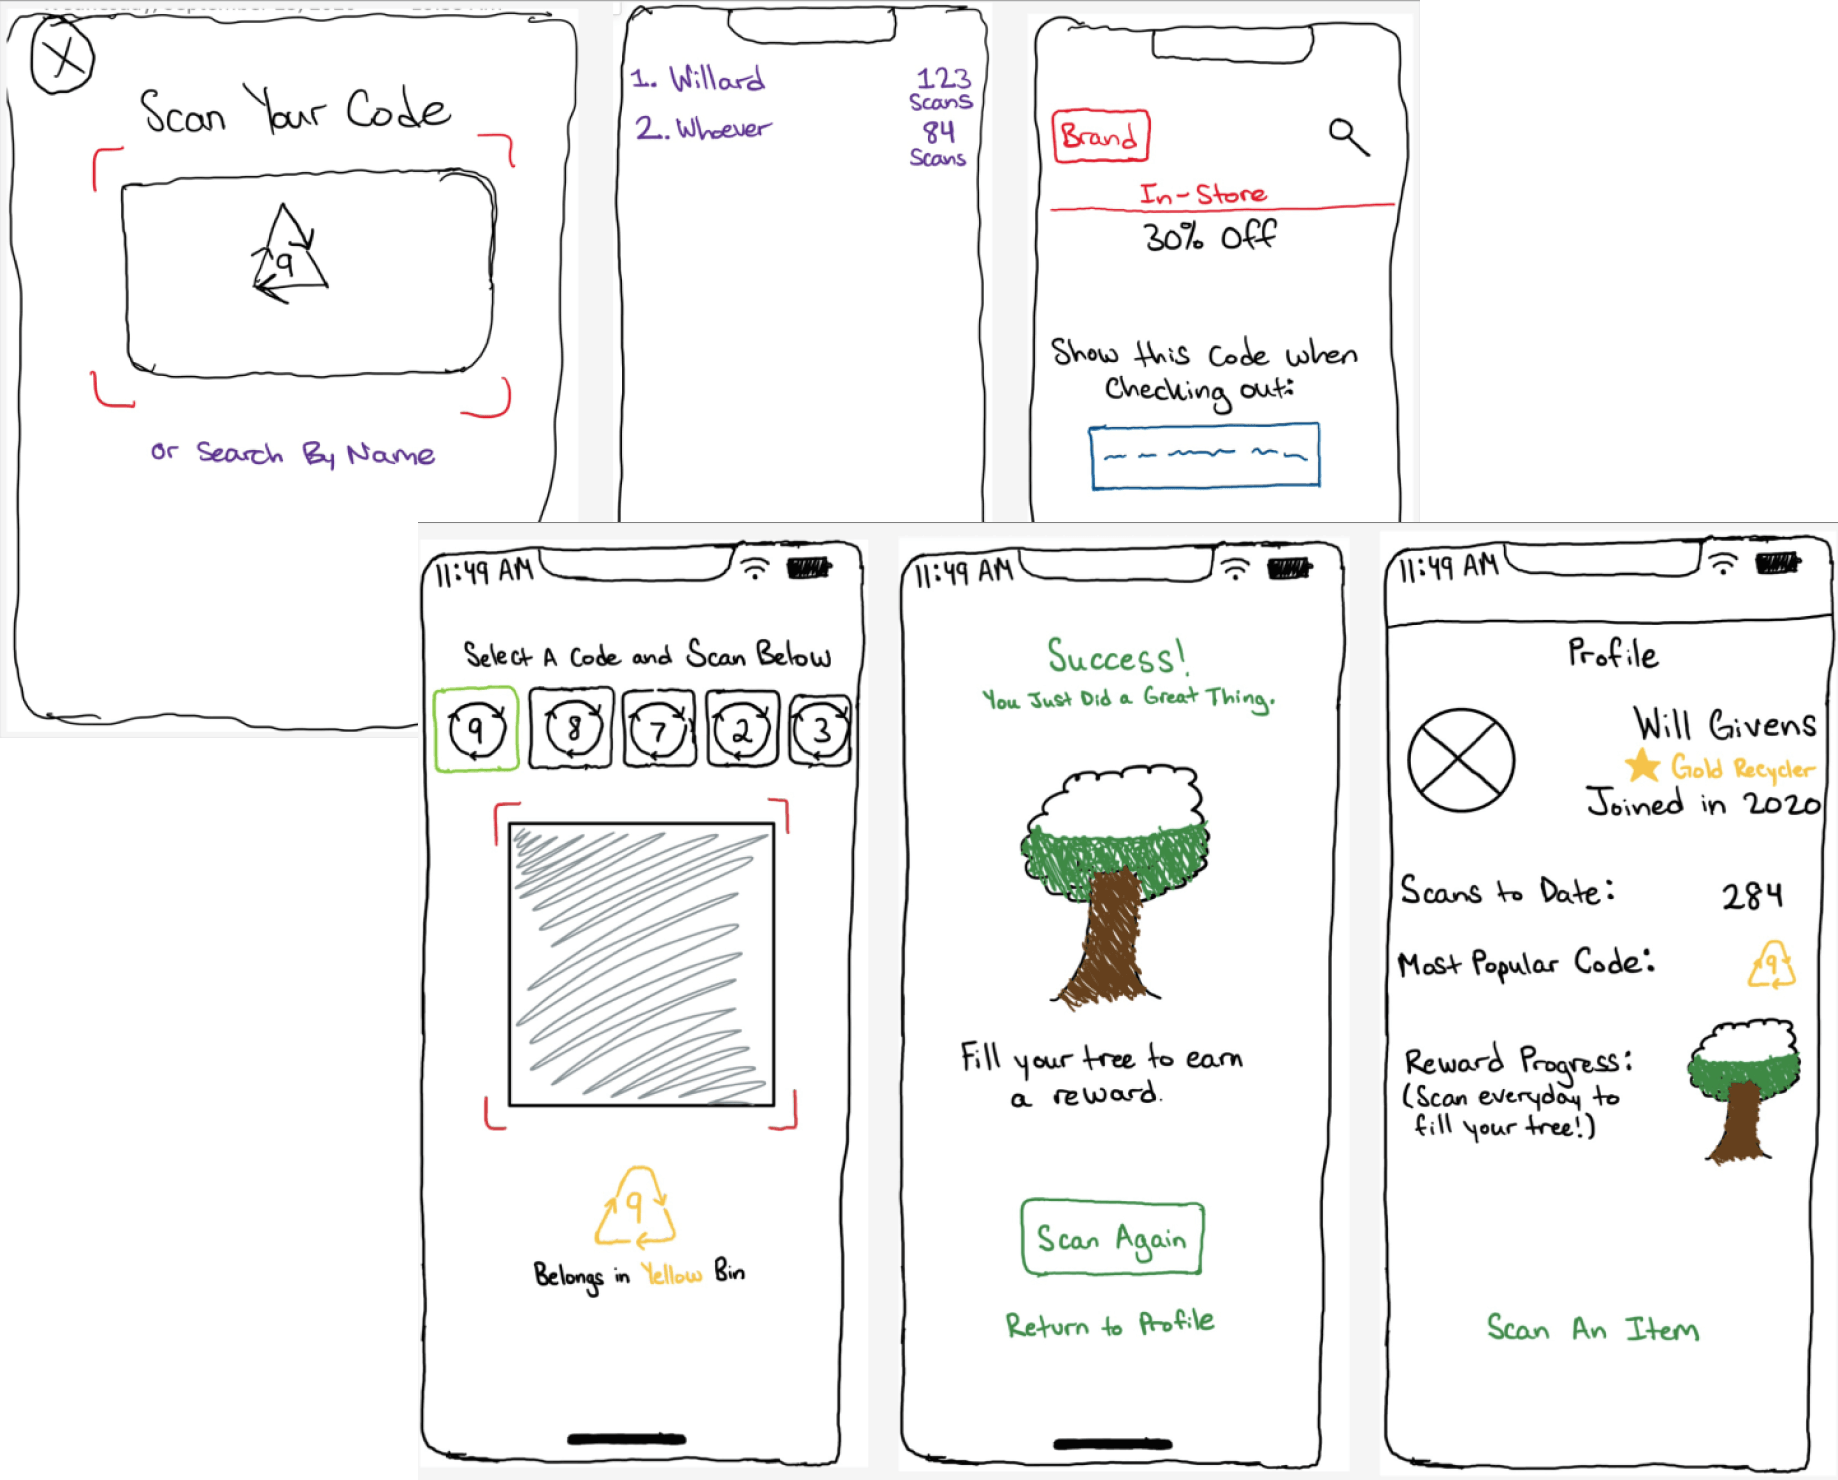 Scan Your Code
9
or Search By Name
1. Willard 123
Scans
2. Whoever 84
Scans
Brand
In-Store
30% Off
Show this Code when
Checking out:
11:49 AM
Select A Code and Scan Below
9 8 7 2 3
9
Belongs in Yellow Bin
11:49 AM
Success!
You Just Did a Great Thing.
Fill your tree to earn
a reward.
Scan Again
Return to Profile
11:49 AM
Profile
Will Givens
Gold Recycler
Joined in 2020
Scans to Date: 284
Most Popular Code: 9
Reward Progress:
(Scan everyday to
fill your tree!)
Scan An Item